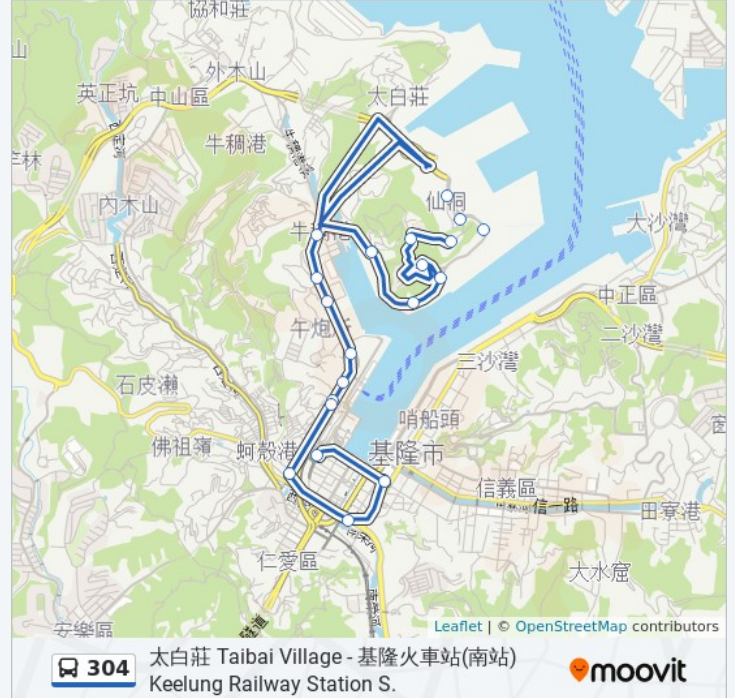 協和莊
山
外木山
英正坑
中山區
太白莊
牛稠港
仙洞
內木山
大沙灣
中正區
二沙灣
三沙灣
石皮瀨
哨船頭
佛祖嶺
蚵殼港
基隆市
信義區
信一路
田寮港
仁愛區
大水窟
安樂區
隧道
Leaflet | © OpenStreetMap contributors
304
太白莊 Taibai Village - 基隆火車站(南站)
Keelung Railway Station S.
moovit